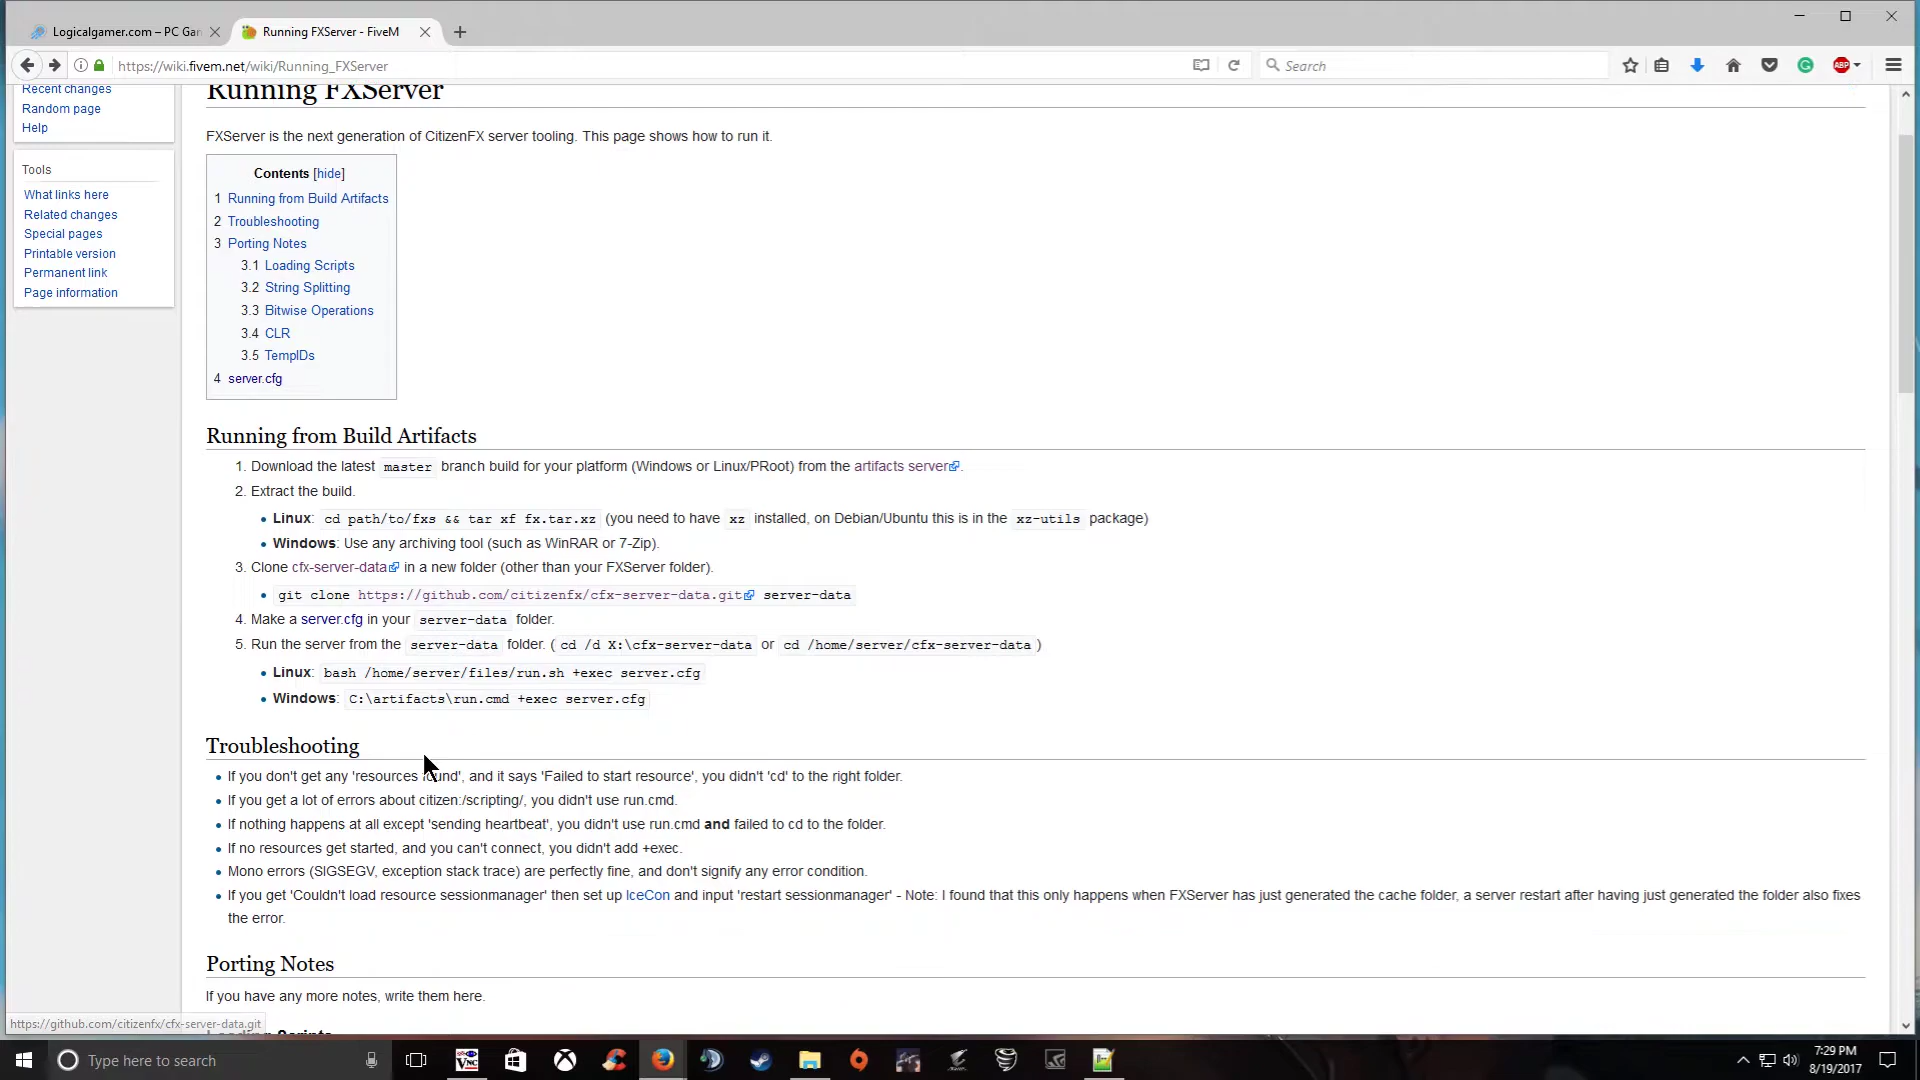 Logicalgamer.com – PC Gar
Running FXServer - FiveM
https://wiki.fivem.net/wiki/Running_FXServer
Search
ABP
Recent changes
Random page
Help
Tools
What links here
Related changes
Special pages
Printable version
Permanent link
Page information
Running FXServer
FXServer is the next generation of CitizenFX server tooling. This page shows how to run it.
Contents [hide]
1 Running from Build Artifacts
2 Troubleshooting
3 Porting Notes
3.1 Loading Scripts
3.2 String Splitting
3.3 Bitwise Operations
3.4 CLR
3.5 TempIDs
4 server.cfg
Running from Build Artifacts
1. Download the latest master branch build for your platform (Windows or Linux/PRoot) from the artifacts server.
2. Extract the build.
• Linux: cd path/to/fxs && tar xf fx.tar.xz (you need to have xz installed, on Debian/Ubuntu this is in the xz-utils package)
• Windows: Use any archiving tool (such as WinRAR or 7-Zip).
3. Clone cfx-server-data in a new folder (other than your FXServer folder).
• git clone https://github.com/citizenfx/cfx-server-data.git server-data
4. Make a server.cfg in your server-data folder.
5. Run the server from the server-data folder. ( cd /d X:\cfx-server-data or cd /home/server/cfx-server-data )
• Linux: bash /home/server/files/run.sh +exec server.cfg
• Windows: C:\artifacts\run.cmd +exec server.cfg
Troubleshooting
• If you don't get any 'resources found', and it says 'Failed to start resource', you didn't 'cd' to the right folder.
• If you get a lot of errors about citizen:/scripting/, you didn't use run.cmd.
• If nothing happens at all except 'sending heartbeat', you didn't use run.cmd and failed to cd to the folder.
• If no resources get started, and you can't connect, you didn't add +exec.
• Mono errors (SIGSEGV, exception stack trace) are perfectly fine, and don't signify any error condition.
• If you get 'Couldn't load resource sessionmanager' then set up IceCon and input 'restart sessionmanager' - Note: I found that this only happens when FXServer has just generated the cache folder, a server restart after having just generated the folder also fixes
the error.
Porting Notes
If you have any more notes, write them here.
Loading Scripts
https://github.com/citizenfx/cfx-server-data.git
Type here to search
7:29 PM
8/19/2017